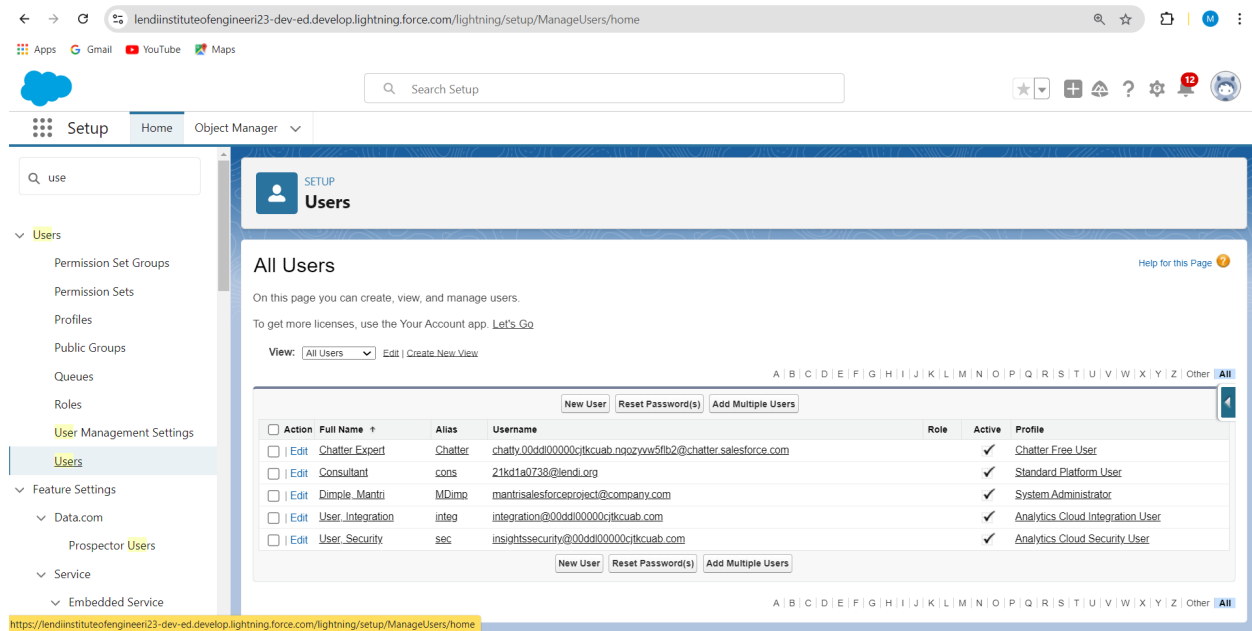 lendiinstituteofengineeri23-dev-ed.develop.lightning.force.com/lightning/setup/ManageUsers/home
M
Apps Gmail YouTube Maps
Search Setup
12
Setup Home Object Manager
use
SETUP
Users
Users
Permission Set Groups
Permission Sets
Profiles
Public Groups
Queues
Roles
User Management Settings
Users
Feature Settings
Data.com
Prospector Users
Service
Embedded Service
All Users
Help for this Page ?
On this page you can create, view, and manage users.
To get more licenses, use the Your Account app. Let's Go
View: All Users Edit | Create New View
A | B | C | D | E | F | G | H | I | J | K | L | M | N | O | P | Q | R | S | T | U | V | W | X | Y | Z | Other | All
New User Reset Password(s) Add Multiple Users
Action Full Name ↑ Alias Username Role Active Profile
| Edit Chatter Expert Chatter chatty.00ddl00000cjtkcuab.nqozyvw5flb2@chatter.salesforce.com ✓ Chatter Free User
| Edit Consultant cons 21kd1a0738@lendi.org ✓ Standard Platform User
| Edit Dimple, Mantri MDimp mantrisalesforceproject@company.com ✓ System Administrator
| Edit User, Integration integ integration@00ddl00000cjtkcuab.com ✓ Analytics Cloud Integration User
| Edit User, Security sec insightssecurity@00ddl00000cjtkcuab.com ✓ Analytics Cloud Security User
New User Reset Password(s) Add Multiple Users
A | B | C | D | E | F | G | H | I | J | K | L | M | N | O | P | Q | R | S | T | U | V | W | X | Y | Z | Other | All
https://lendiinstituteofengineeri23-dev-ed.develop.lightning.force.com/lightning/setup/ManageUsers/home